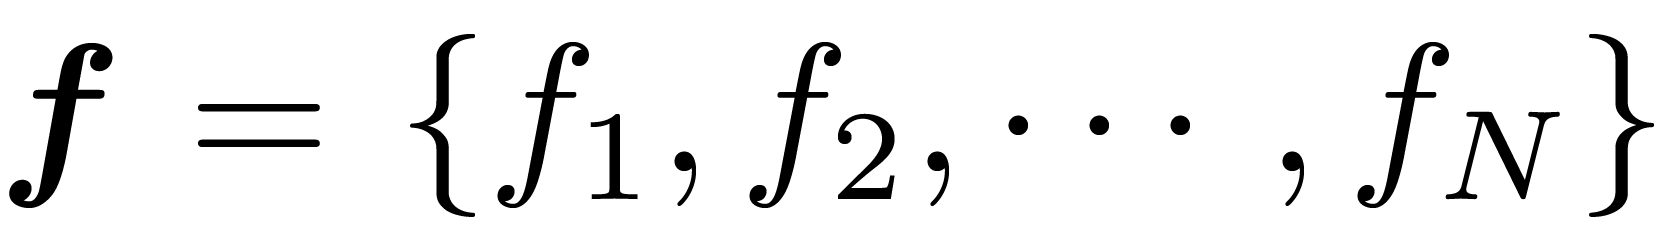 f = {f₁, f₂, ⋯ , f_N}